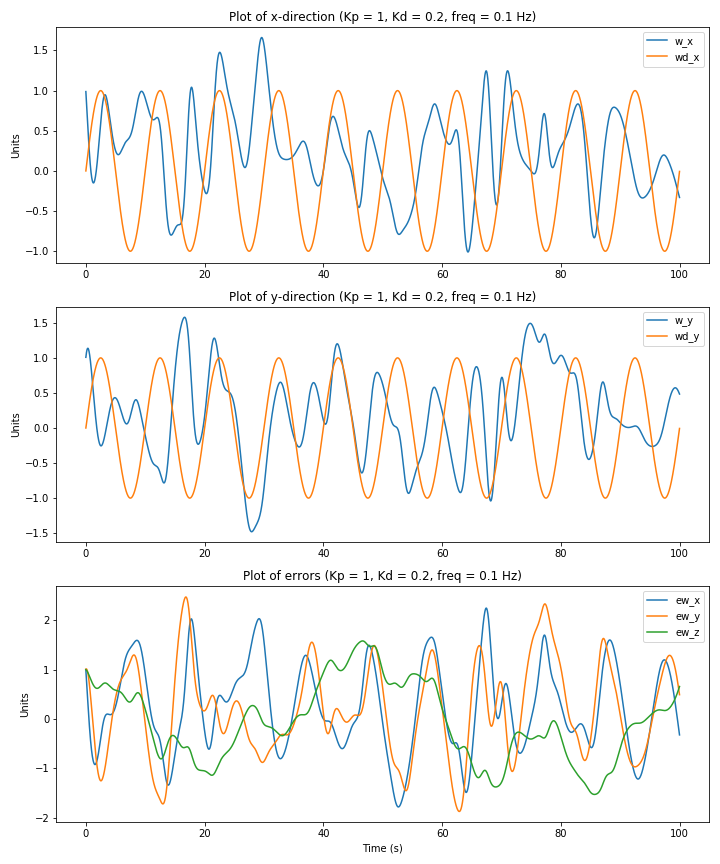 Plot of x-direction (Kp = 1, Kd = 0.2, freq = 0.1 Hz)
1.5
1.0
0.5
0.0
−0.5
−1.0
Units
w_x
wd_x
0 20 40 60 80 100
Plot of y-direction (Kp = 1, Kd = 0.2, freq = 0.1 Hz)
1.5
1.0
0.5
0.0
−0.5
−1.0
−1.5
Units
w_y
wd_y
0 20 40 60 80 100
Plot of errors (Kp = 1, Kd = 0.2, freq = 0.1 Hz)
2
1
0
−1
−2
Units
ew_x
ew_y
ew_z
0 20 40 60 80 100
Time (s)